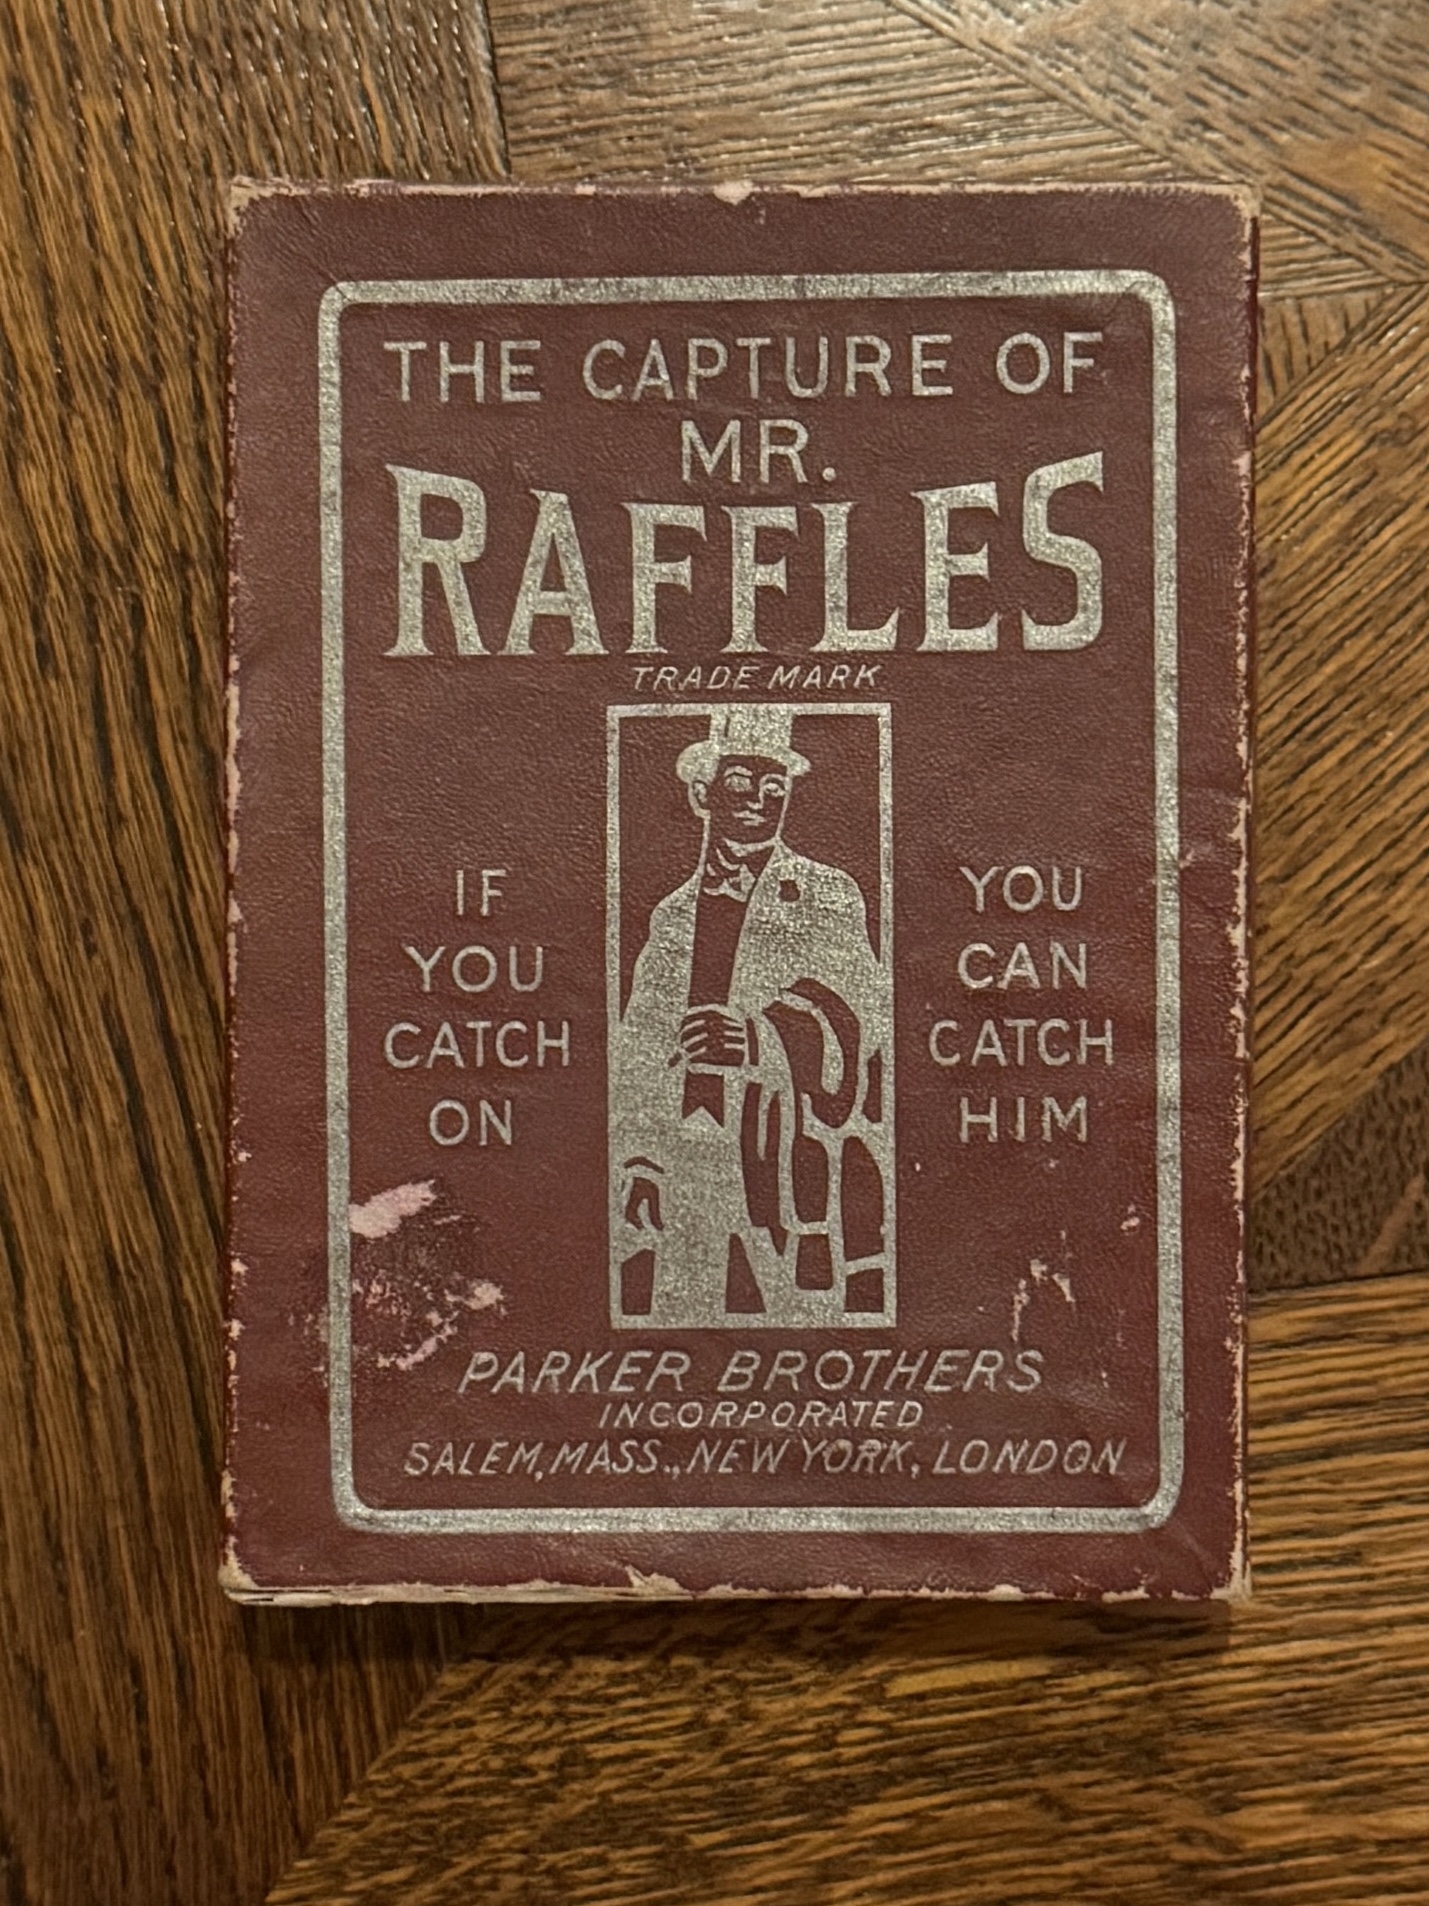 THE CAPTURE OF
MR.
RAFFLES
TRADE MARK
IF
YOU
CATCH
ON
YOU
CAN
CATCH
HIM
PARKER BROTHERS
INCORPORATED
SALEM, MASS., NEW YORK, LONDON